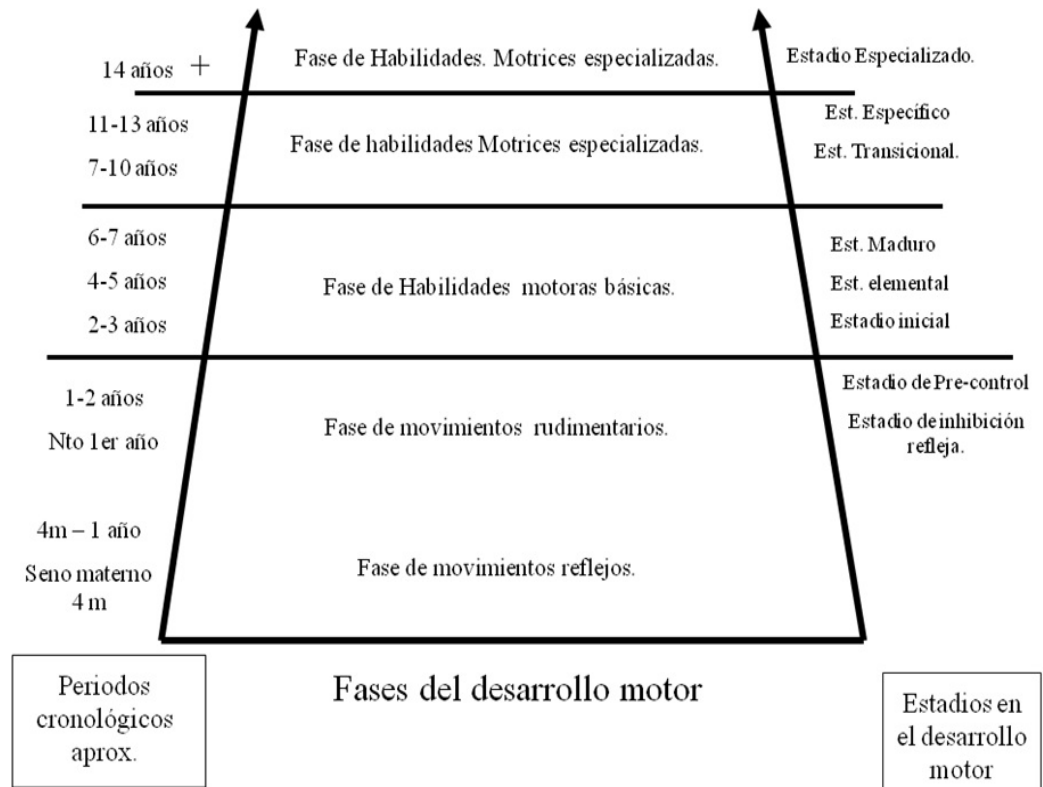 14 años +
Fase de Habilidades. Motrices especializadas.
Estadio Especializado.
11-13 años
7-10 años
Fase de habilidades Motrices especializadas.
Est. Específico
Est. Transicional.
6-7 años
4-5 años
2-3 años
Fase de Habilidades motoras básicas.
Est. Maduro
Est. elemental
Estadio inicial
1-2 años
Nto 1er año
Fase de movimientos rudimentarios.
Estadio de Pre-control
Estadio de inhibición
refleja.
4m – 1 año
Seno materno
4 m
Fase de movimientos reflejos.
Periodos
cronológicos
aprox.
Fases del desarrollo motor
Estadios en
el desarrollo
motor